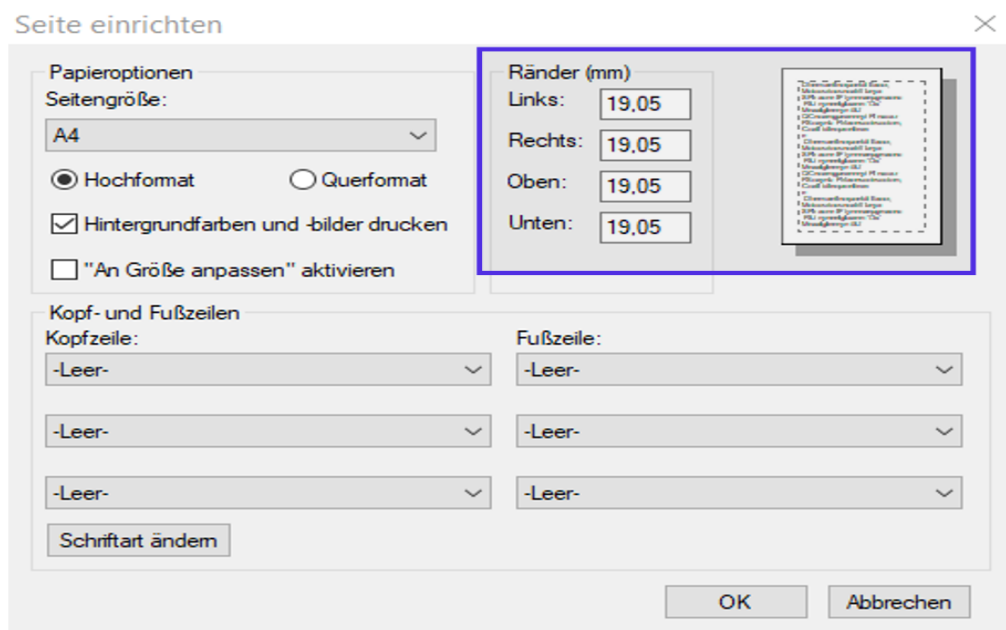 Seite einrichten
Papieroptionen
Seitengröße:
A4
Hochformat
Querformat
Hintergrundfarben und -bilder drucken
"An Größe anpassen" aktivieren
Ränder (mm)
Links: 19,05
Rechts: 19,05
Oben: 19,05
Unten: 19,05
Kopf- und Fußzeilen
Kopfzeile:
Fußzeile:
-Leer-
-Leer-
-Leer-
-Leer-
-Leer-
-Leer-
Schriftart ändern
OK
Abbrechen